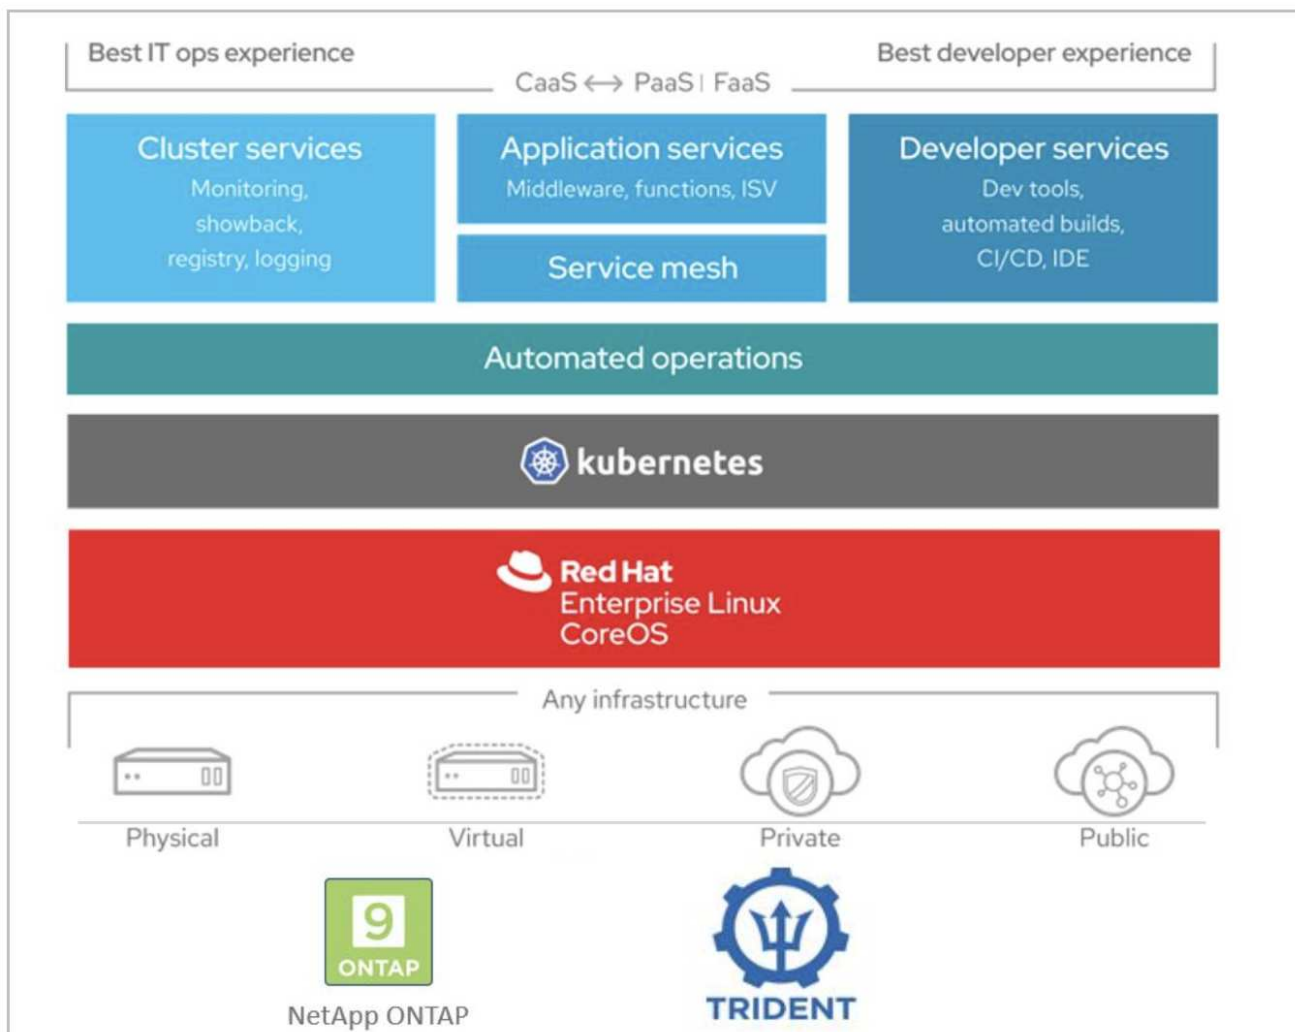 Best IT ops experience
Best developer experience
CaaS ↔ PaaS | FaaS
Cluster services
Monitoring,
showback,
registry, logging
Application services
Middleware, functions, ISV
Service mesh
Developer services
Dev tools,
automated builds,
CI/CD, IDE
Automated operations
kubernetes
Red Hat
Enterprise Linux
CoreOS
Any infrastructure
Physical
Virtual
Private
Public
9
ONTAP
NetApp ONTAP
TRIDENT